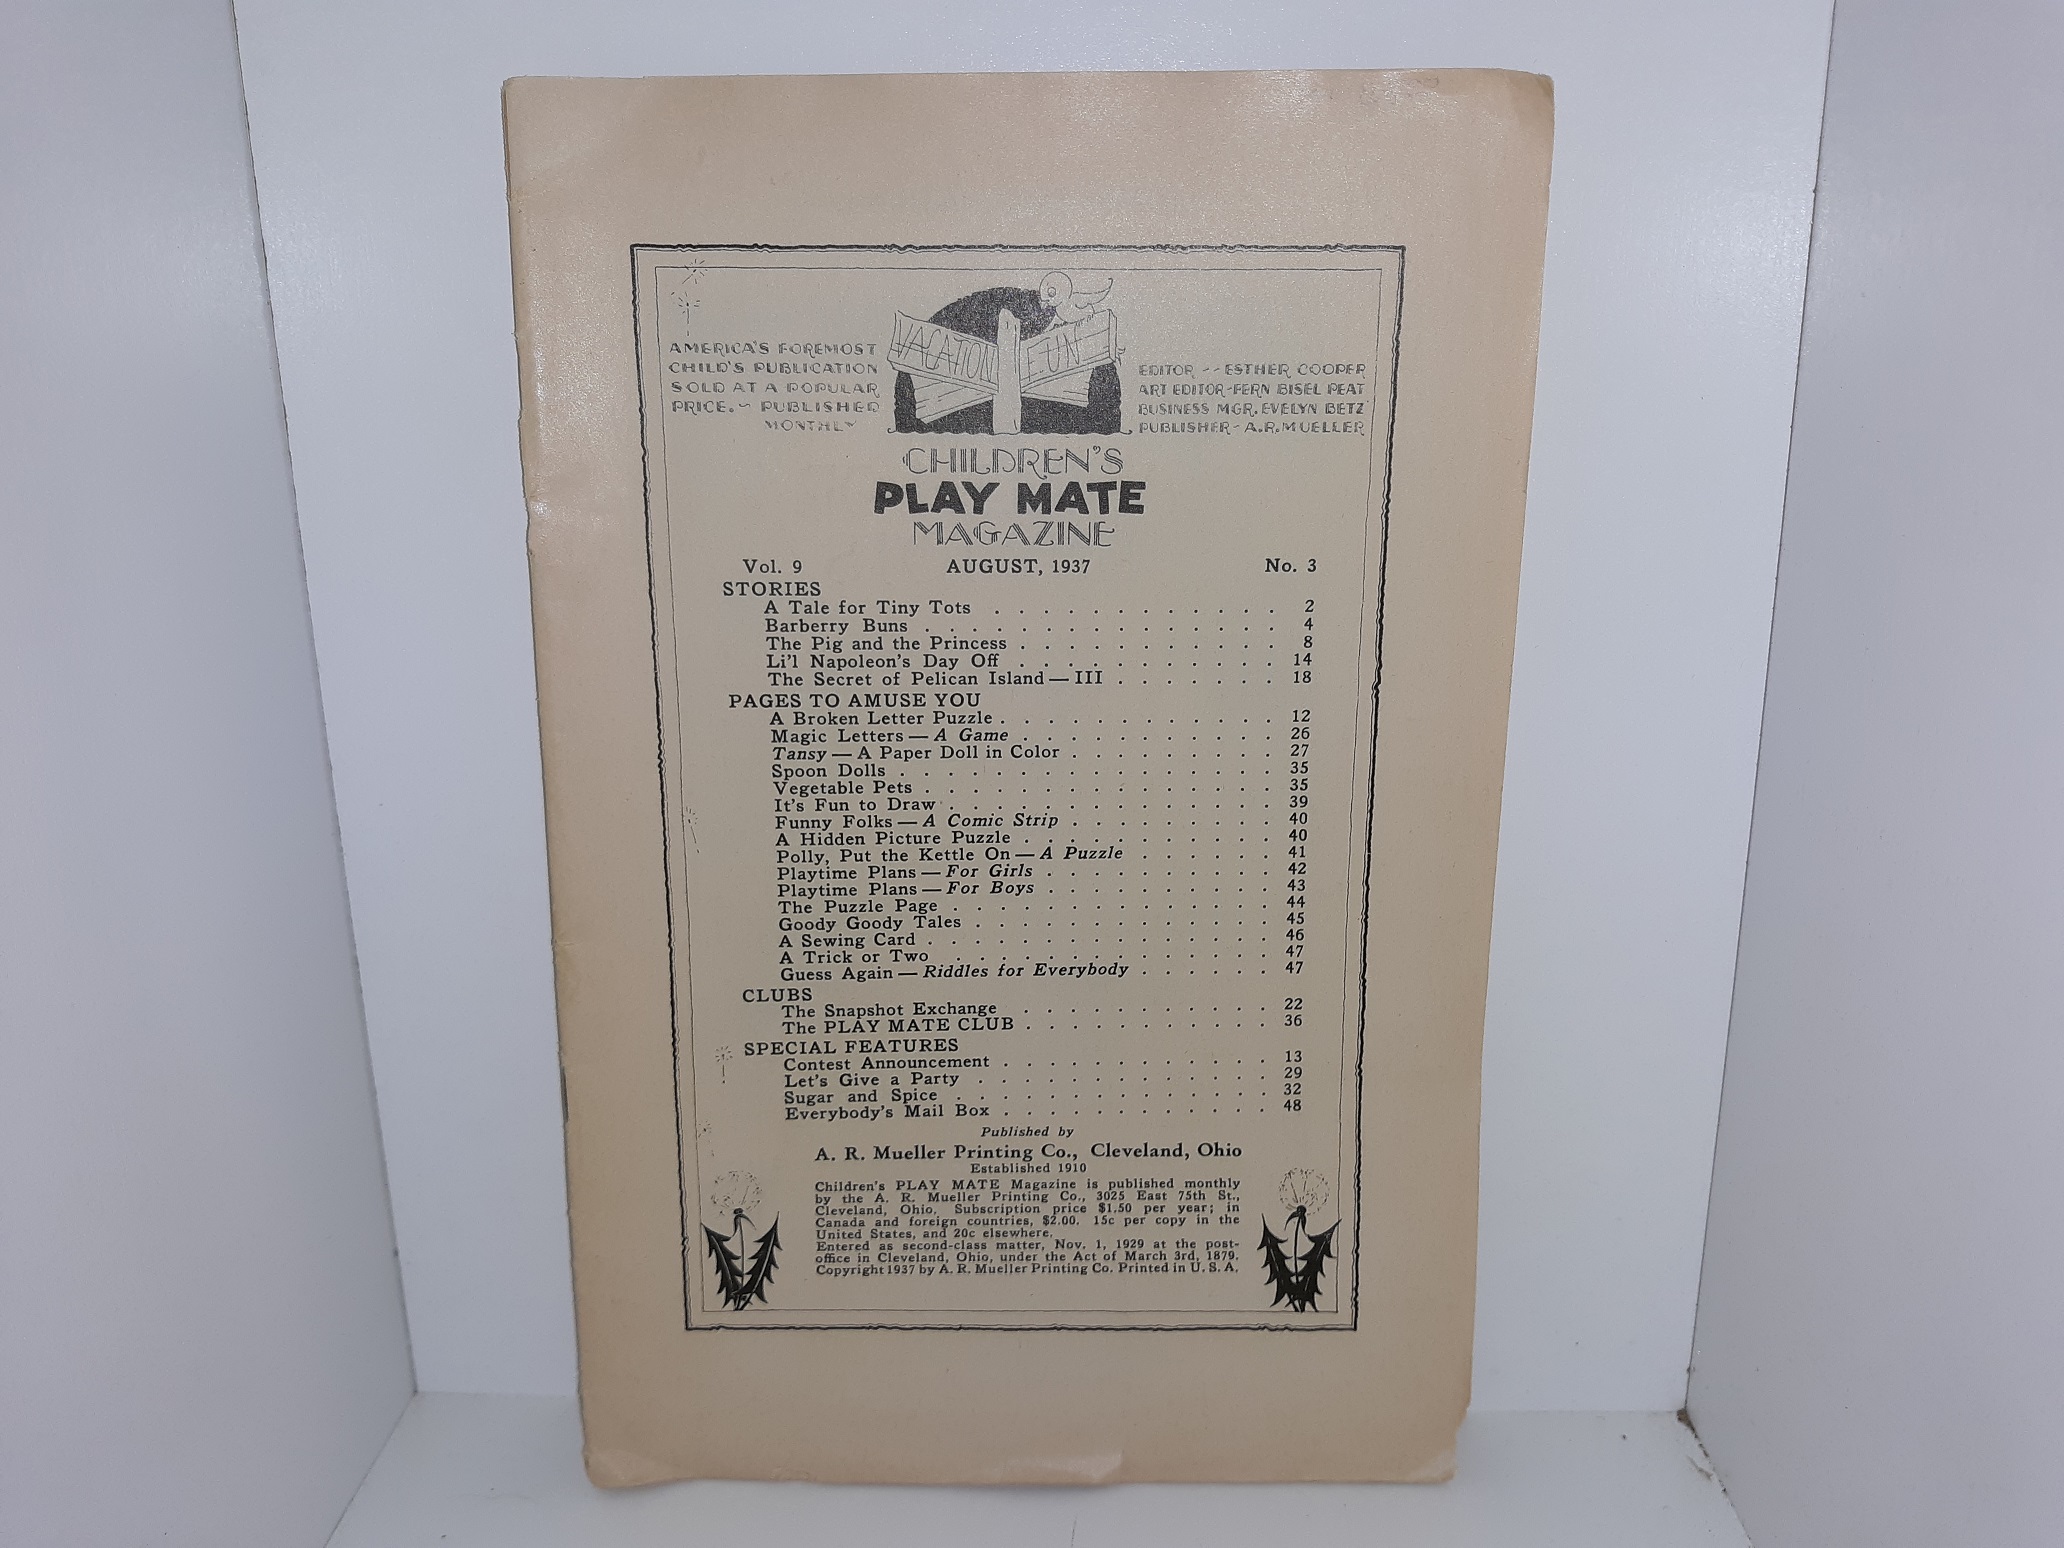 VACATION FUN
AMERICA'S FOREMOST
CHILD'S PUBLICATION
SOLD AT A POPULAR
PRICE.~ PUBLISHED
MONTHLY
EDITOR -- ESTHER COOPER
ART EDITOR-FERN BISEL PEAT
BUSINESS MGR. EVELYN BETZ
PUBLISHER- A.R.MUELLER
CHILDREN'S
PLAY MATE
MAGAZINE
Vol. 9 AUGUST, 1937 No. 3
STORIES
A Tale for Tiny Tots . . . . . . . . . . . . 2
Barberry Buns . . . . . . . . . . . . . . 4
The Pig and the Princess . . . . . . . . . . . 8
Li'l Napoleon's Day Off . . . . . . . . . . . 14
The Secret of Pelican Island—III . . . . . . . 18
PAGES TO AMUSE YOU
A Broken Letter Puzzle . . . . . . . . . . . . 12
Magic Letters—A Game . . . . . . . . . . . 26
Tansy—A Paper Doll in Color . . . . . . . . . 27
Spoon Dolls . . . . . . . . . . . . . . . 35
Vegetable Pets . . . . . . . . . . . . . . 35
It's Fun to Draw . . . . . . . . . . . . . 39
Funny Folks—A Comic Strip . . . . . . . . . 40
A Hidden Picture Puzzle . . . . . . . . . . . 40
Polly, Put the Kettle On—A Puzzle . . . . . . 41
Playtime Plans—For Girls . . . . . . . . . . 42
Playtime Plans—For Boys . . . . . . . . . . 43
The Puzzle Page . . . . . . . . . . . . . 44
Goody Goody Tales . . . . . . . . . . . . 45
A Sewing Card . . . . . . . . . . . . . . 46
A Trick or Two . . . . . . . . . . . . . 47
Guess Again—Riddles for Everybody . . . . . . 47
CLUBS
The Snapshot Exchange . . . . . . . . . . . 22
The PLAY MATE CLUB . . . . . . . . . . . 36
SPECIAL FEATURES
Contest Announcement . . . . . . . . . . . 13
Let's Give a Party . . . . . . . . . . . . 29
Sugar and Spice . . . . . . . . . . . . . 32
Everybody's Mail Box . . . . . . . . . . . 48
Published by
A. R. Mueller Printing Co., Cleveland, Ohio
Established 1910
Children's PLAY MATE Magazine is published monthly
by the A. R. Mueller Printing Co., 3025 East 75th St.,
Cleveland, Ohio. Subscription price $1.50 per year; in
Canada and foreign countries, $2.00. 15c per copy in the
United States, and 20c elsewhere.
Entered as second-class matter, Nov. 1, 1929 at the post-
office in Cleveland, Ohio, under the Act of March 3rd, 1879.
Copyright 1937 by A. R. Mueller Printing Co. Printed in U. S. A.